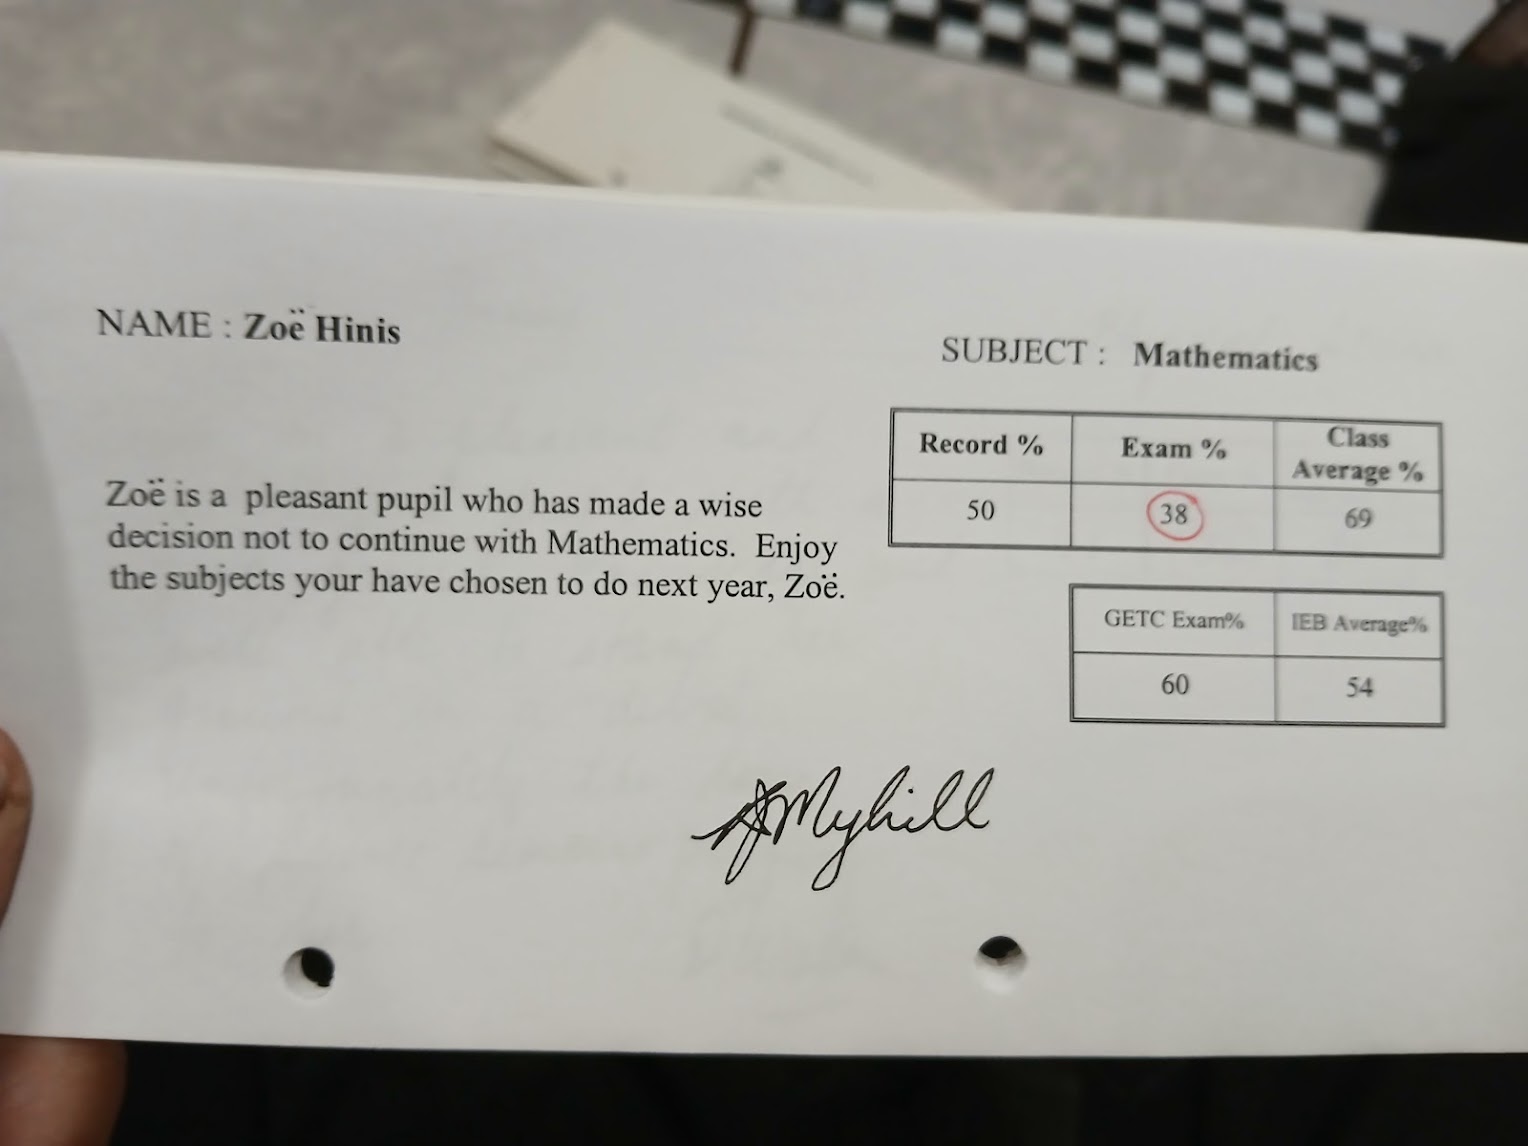 NAME : Zoë Hinis
SUBJECT : Mathematics
Zoë is a pleasant pupil who has made a wise
decision not to continue with Mathematics. Enjoy
the subjects your have chosen to do next year, Zoë.
Record % Exam % Class Average %
50 38 69
GETC Exam% IEB Average%
60 54
Myhill